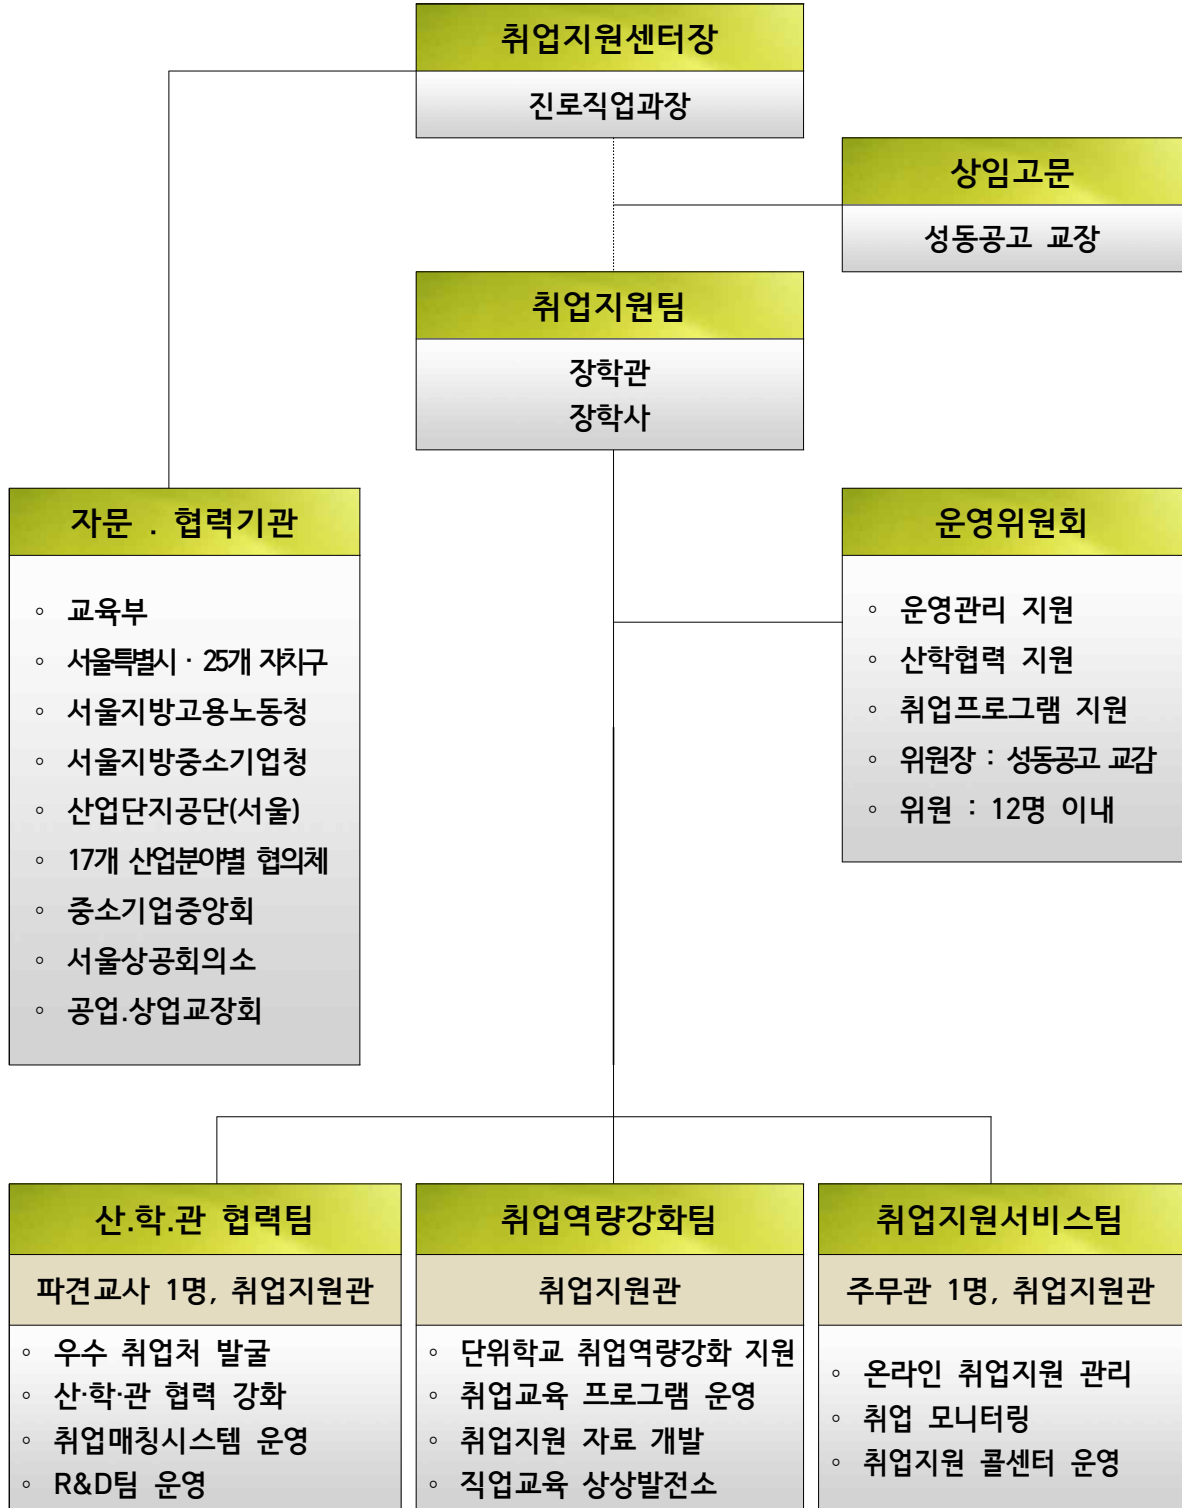 취업지원센터장
진로직업과장
상임고문
성동공고 교장
취업지원팀
장학관
장학사
자문 . 협력기관
◦ 교육부
◦ 서울특별시 · 25개 자치구
◦ 서울지방고용노동청
◦ 서울지방중소기업청
◦ 산업단지공단(서울)
◦ 17개 산업분야별 협의체
◦ 중소기업중앙회
◦ 서울상공회의소
◦ 공업.상업교장회
운영위원회
◦ 운영관리 지원
◦ 산학협력 지원
◦ 취업프로그램 지원
◦ 위원장 : 성동공고 교감
◦ 위원 : 12명 이내
산.학.관 협력팀
파견교사 1명, 취업지원관
◦ 우수 취업처 발굴
◦ 산·학·관 협력 강화
◦ 취업매칭시스템 운영
◦ R&D팀 운영
취업역량강화팀
취업지원관
◦ 단위학교 취업역량강화 지원
◦ 취업교육 프로그램 운영
◦ 취업지원 자료 개발
◦ 직업교육 상상발전소
취업지원서비스팀
주무관 1명, 취업지원관
◦ 온라인 취업지원 관리
◦ 취업 모니터링
◦ 취업지원 콜센터 운영